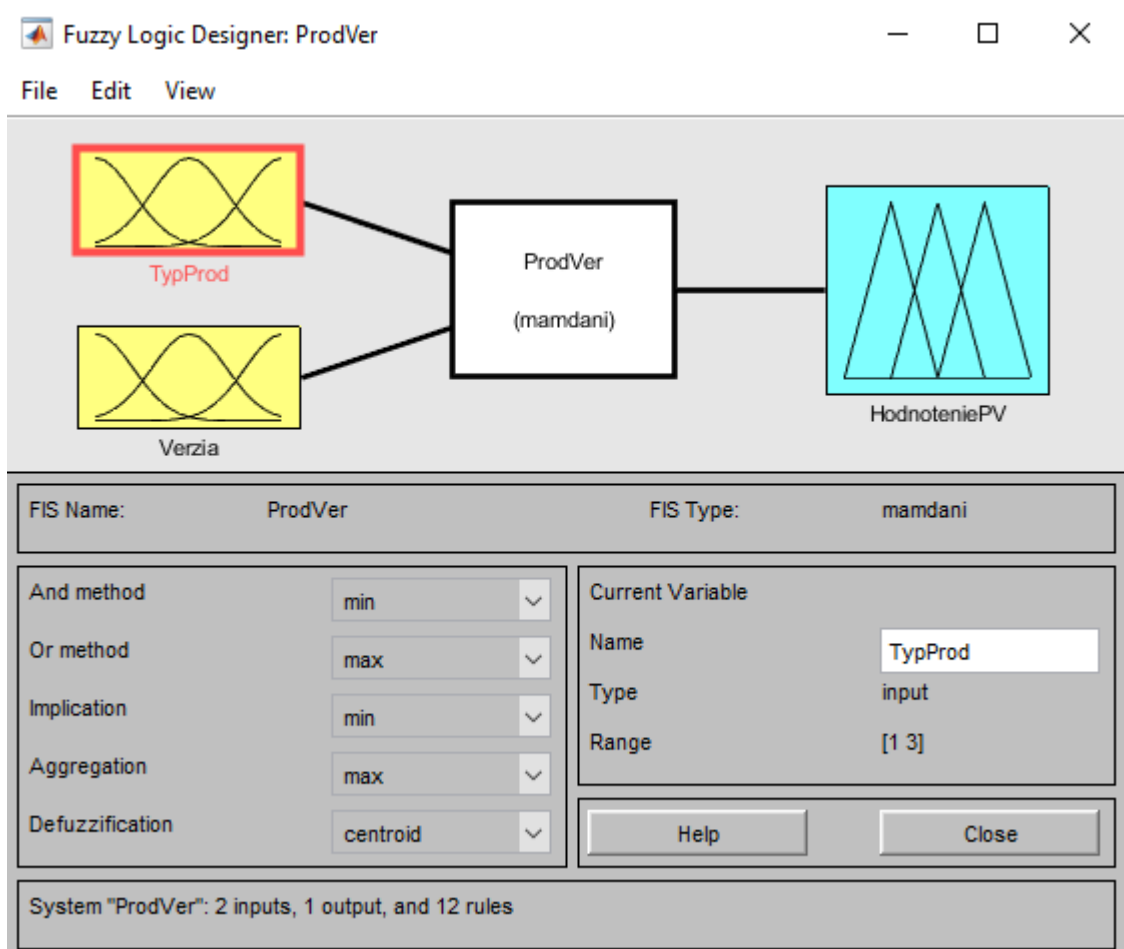 Fuzzy Logic Designer: ProdVer
File Edit View
TypProd
Verzia
ProdVer
(mamdani)
HodnoteniePV
FIS Name: ProdVer FIS Type: mamdani
And method min
Or method max
Implication min
Aggregation max
Defuzzification centroid
Current Variable
Name TypProd
Type input
Range [1 3]
Help Close
System "ProdVer": 2 inputs, 1 output, and 12 rules